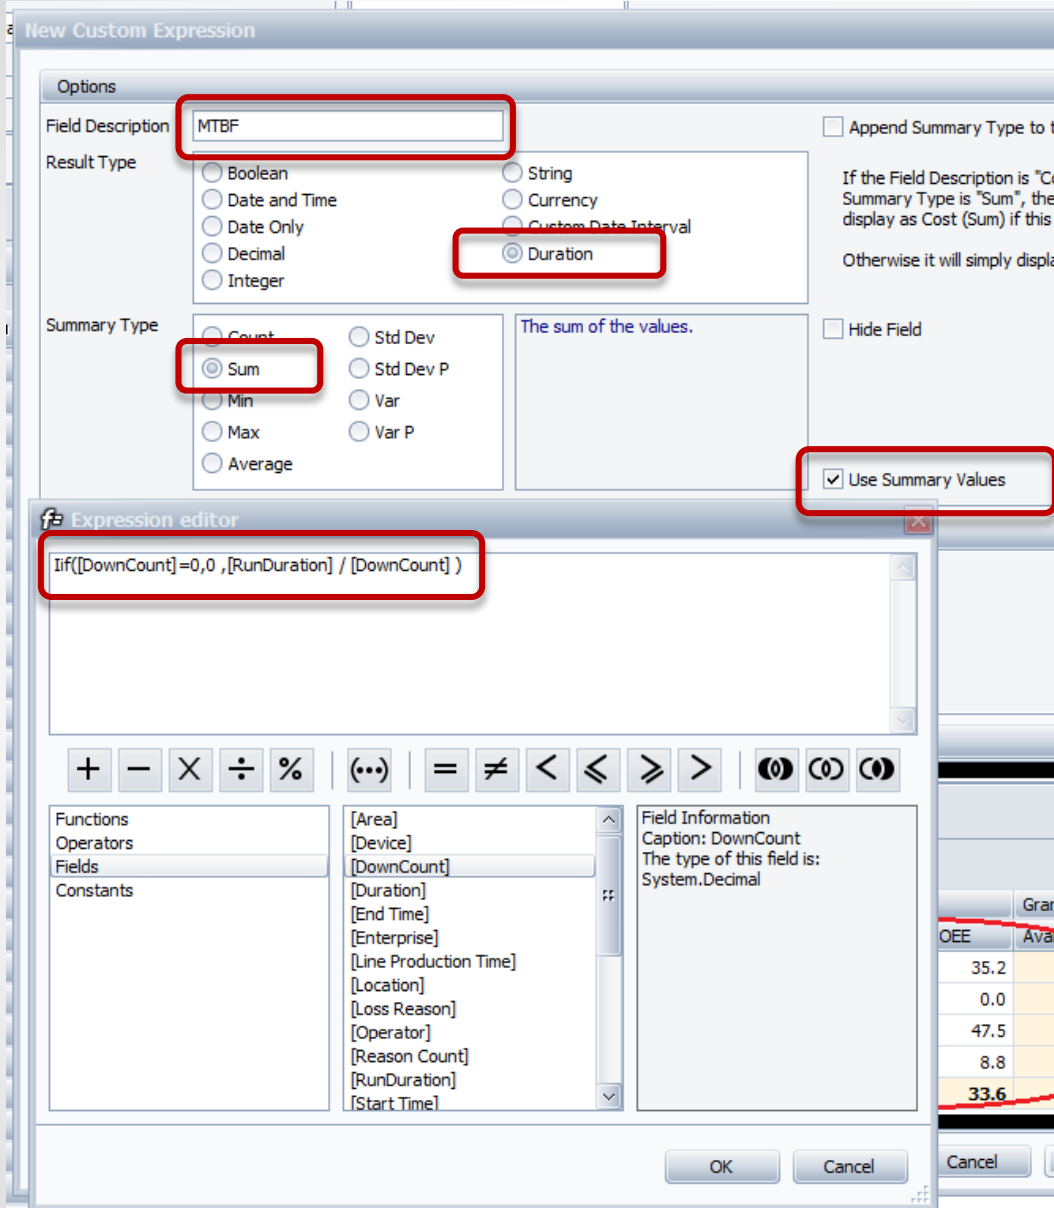 New Custom Expression
Options
Field Description
MTBF
Append Summary Type to t
Result Type
Boolean
String
Date and Time
Currency
Date Only
Custom Date Interval
Decimal
Duration
Integer
If the Field Description is "Co
Summary Type is "Sum", the
display as Cost (Sum) if this
Otherwise it will simply displa
Summary Type
Count
Std Dev
Sum
Std Dev P
Min
Var
Max
Var P
Average
The sum of the values.
Hide Field
Use Summary Values
Expression editor
Iif([DownCount]=0,0 ,[RunDuration] / [DownCount] )
+ − X ÷ % (···) = ≠ < ≤ ≥ >
Functions
Operators
Fields
Constants
[Area]
[Device]
[DownCount]
[Duration]
[End Time]
[Enterprise]
[Line Production Time]
[Location]
[Loss Reason]
[Operator]
[Reason Count]
[RunDuration]
[Start Time]
Field Information
Caption: DownCount
The type of this field is:
System.Decimal
Gran
OEE
Avai
35.2
0.0
47.5
8.8
33.6
OK
Cancel
Cancel